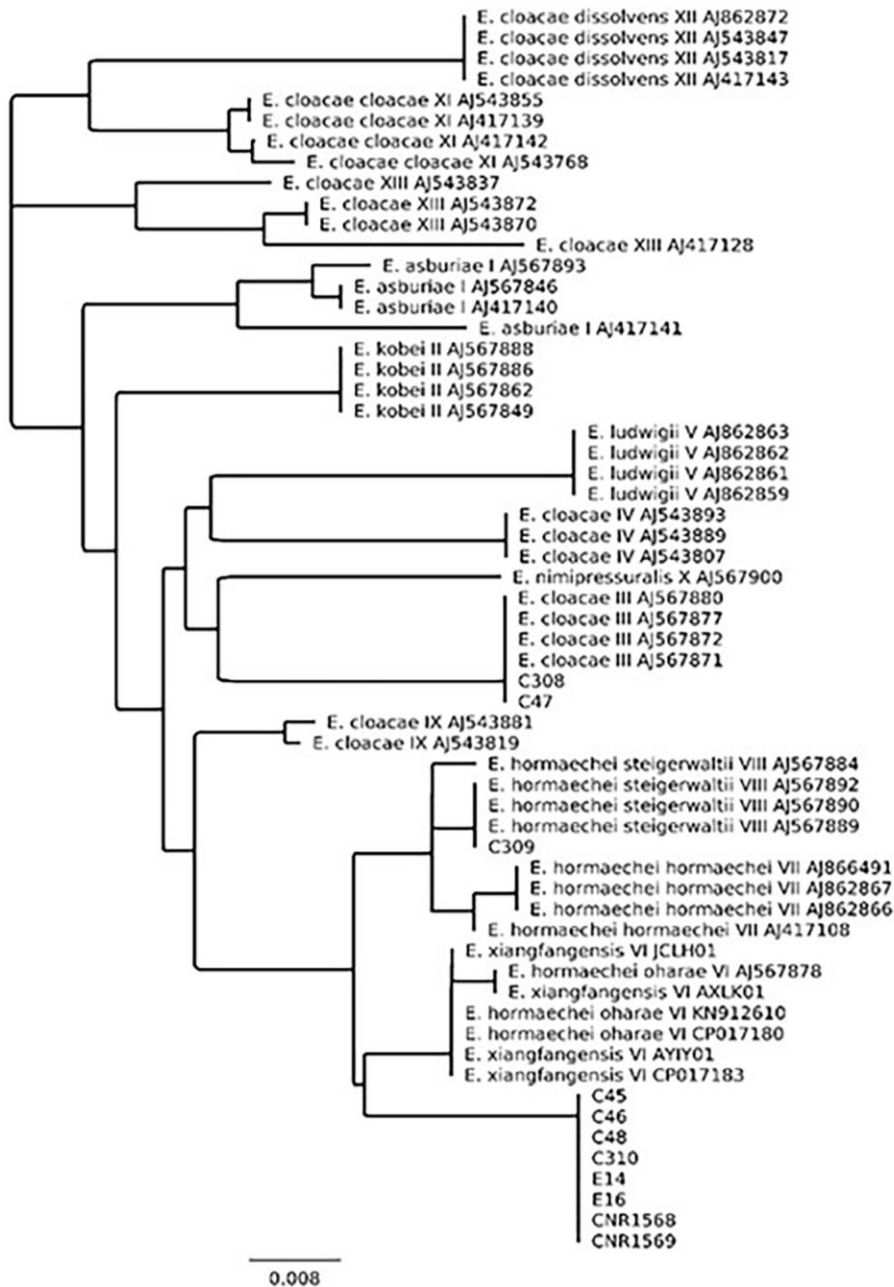 E. cloacae dissolvens XII AJ862872
E. cloacae dissolvens XII AJ543847
E. cloacae dissolvens XII AJ543817
E. cloacae dissolvens XII AJ417143
E. cloacae cloacae XI AJ543855
E. cloacae cloacae XI AJ417139
E. cloacae cloacae XI AJ417142
E. cloacae cloacae XI AJ543768
E. cloacae XIII AJ543837
E. cloacae XIII AJ543872
E. cloacae XIII AJ543870
E. cloacae XIII AJ417128
E. asburiae I AJ567893
E. asburiae I AJ567846
E. asburiae I AJ417140
E. asburiae I AJ417141
E. kobei II AJ567888
E. kobei II AJ567886
E. kobei II AJ567862
E. kobei II AJ567849
E. ludwigii V AJ862863
E. ludwigii V AJ862862
E. ludwigii V AJ862861
E. ludwigii V AJ862859
E. cloacae IV AJ543893
E. cloacae IV AJ543889
E. cloacae IV AJ543807
E. nimipressuralis X AJ567900
E. cloacae III AJ567880
E. cloacae III AJ567877
E. cloacae III AJ567872
E. cloacae III AJ567871
C308
C47
E. cloacae IX AJ543881
E. cloacae IX AJ543819
E. hormaechei steigerwaltii VIII AJ567884
E. hormaechei steigerwaltii VIII AJ567892
E. hormaechei steigerwaltii VIII AJ567890
E. hormaechei steigerwaltii VIII AJ567889
C309
E. hormaechei hormaechei VII AJ866491
E. hormaechei hormaechei VII AJ862867
E. hormaechei hormaechei VII AJ862866
E. hormaechei hormaechei VII AJ417108
E. xiangfangensis VI JCLH01
E. hormaechei oharae VI AJ567878
E. xiangfangensis VI AXLK01
E. hormaechei oharae VI KN912610
E. hormaechei oharae VI CP017180
E. xiangfangensis VI AYIY01
E. xiangfangensis VI CP017183
C45
C46
C48
C310
E14
E16
CNR1568
CNR1569
0.008